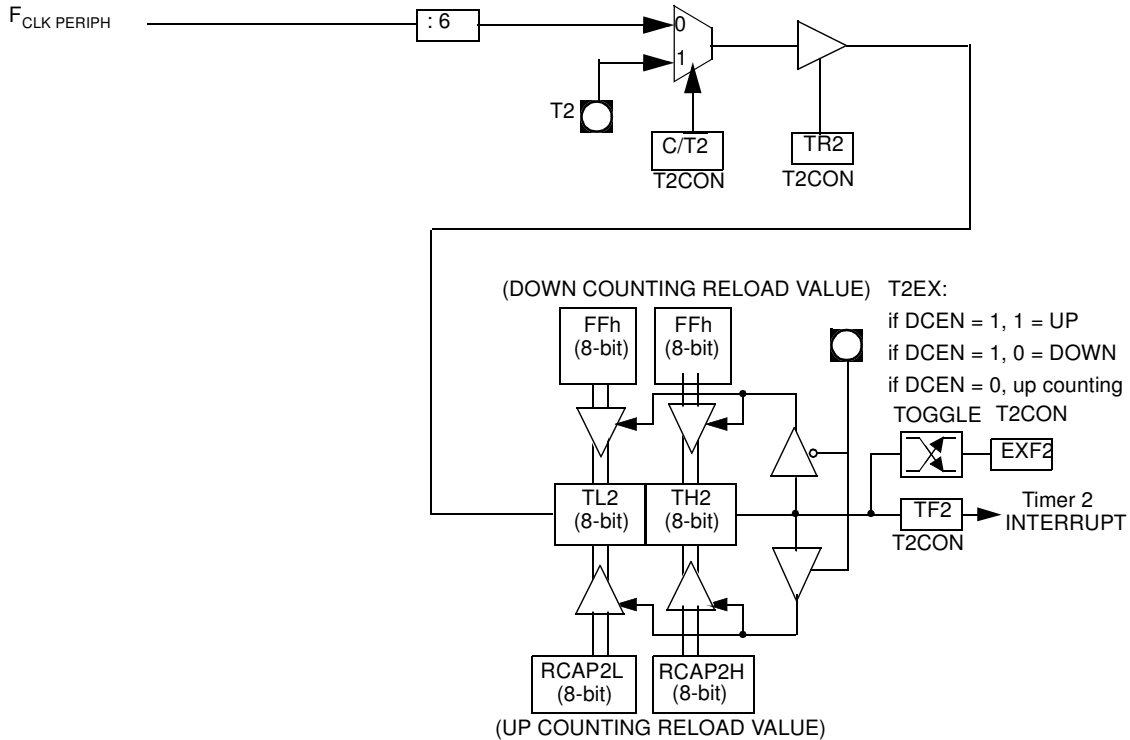 FCLK PERIPH
: 6
0
1
T2
C/T2
T2CON
TR2
T2CON
(DOWN COUNTING RELOAD VALUE)
T2EX:
if DCEN = 1, 1 = UP
if DCEN = 1, 0 = DOWN
if DCEN = 0, up counting
FFh
(8-bit)
FFh
(8-bit)
TOGGLE T2CON
EXF2
TL2
(8-bit)
TH2
(8-bit)
TF2
T2CON
Timer 2
INTERRUPT
RCAP2L
(8-bit)
RCAP2H
(8-bit)
(UP COUNTING RELOAD VALUE)